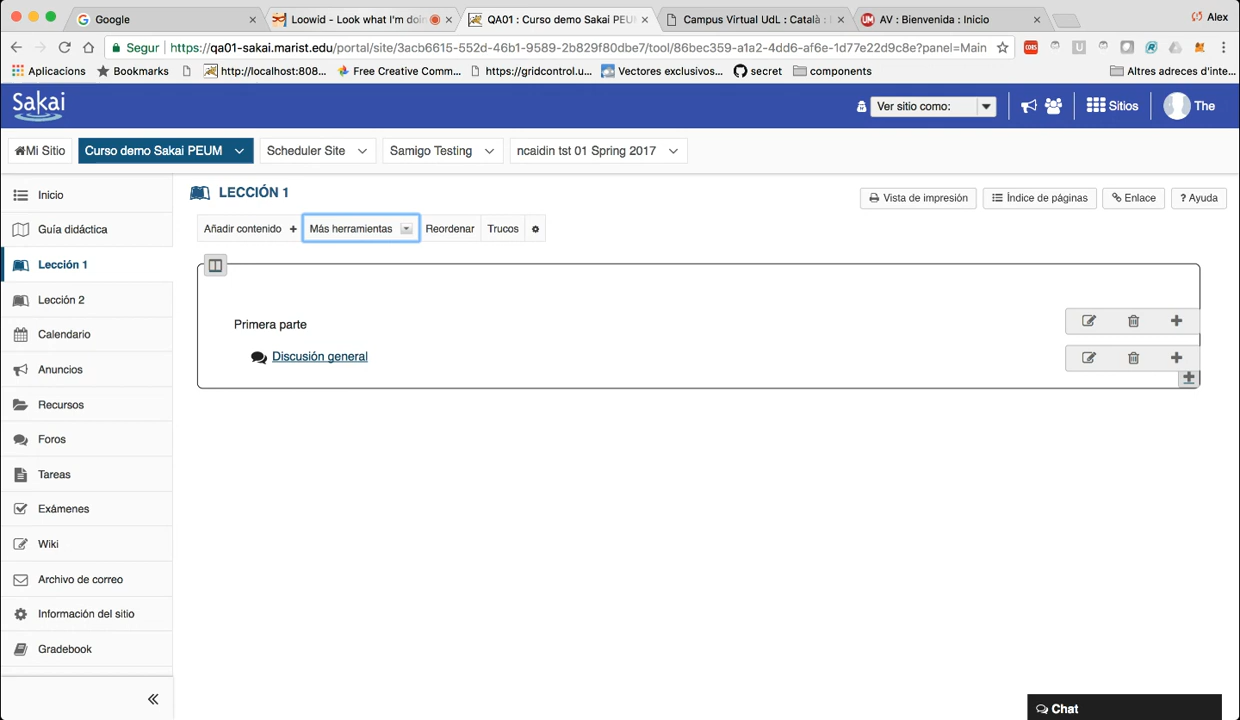 Google
Loowid - Look what I'm doin
QA01 : Curso demo Sakai PEU
Campus Virtual UdL : Català :
AV : Bienvenida : Inicio
Alex
Segur
https://qa01-sakai.marist.edu/portal/site/3acb6615-552d-46b1-9589-2b829f80dbe7/tool/86bec359-a1a2-4dd6-af6e-1d77e22d9c8e?panel=Main
Aplicacions
Bookmarks
http://localhost:808...
Free Creative Comm...
https://gridcontrol.u...
Vectores exclusivos...
secret
components
Altres adreces d'inte...
Sakai
Ver sitio como:
Sitios
The
Mi Sitio
Curso demo Sakai PEUM
Scheduler Site
Samigo Testing
ncaidin tst 01 Spring 2017
Inicio
Guía didáctica
Lección 1
Lección 2
Calendario
Anuncios
Recursos
Foros
Tareas
Exámenes
Wiki
Archivo de correo
Información del sitio
Gradebook
LECCIÓN 1
Vista de impresión
Índice de páginas
Enlace
? Ayuda
Añadir contenido +
Más herramientas
Reordenar
Trucos
Primera parte
Discusión general
Chat